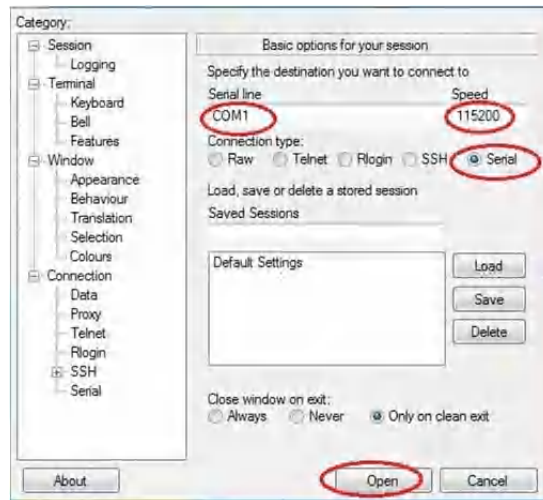 Category:
Session
Logging
Terminal
Keyboard
Bell
Features
Window
Appearance
Behaviour
Translation
Selection
Colours
Connection
Data
Proxy
Telnet
Rlogin
SSH
Serial
About
Basic options for your session
Specify the destination you want to connect to
Serial line Speed
COM1 115200
Connection type:
Raw Telnet Rlogin SSH Serial
Load, save or delete a stored session
Saved Sessions
Default Settings
Load
Save
Delete
Close window on exit:
Always Never Only on clean exit
Open Cancel